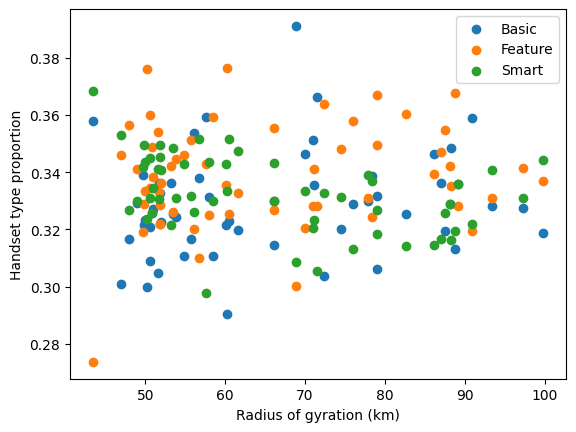 Basic
Feature
Smart
Handset type proportion
0.38
0.36
0.34
0.32
0.30
0.28
50
60
70
80
90
100
Radius of gyration (km)